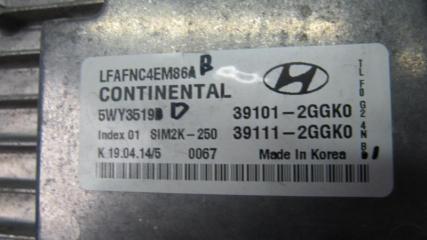 LFAFNC4EM86A B
CONTINENTAL
5WY3519B D 39101-2GGK0
Index 01 SIM2K-250 39111-2GGK0
K 19.04.14/5 0067 Made in Korea
TLF0G24NB1